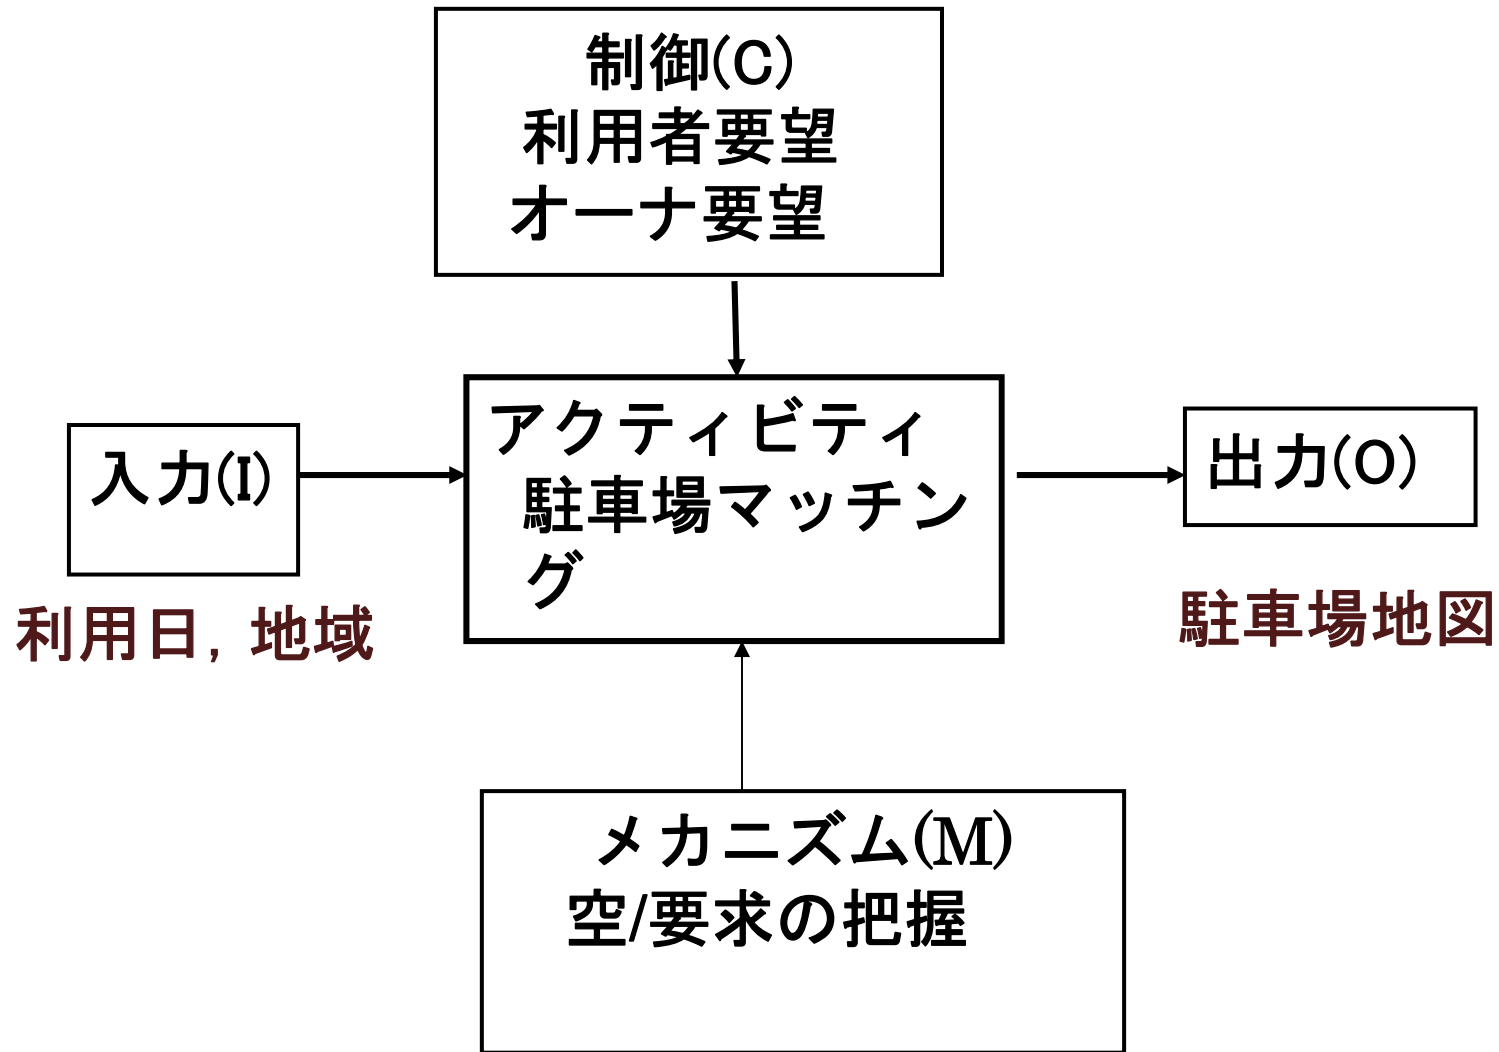 制御(C)
利用者要望
オーナ要望
入力(I)
利用日，地域
アクティビティ
駐車場マッチン
グ
出力(O)
駐車場地図
メカニズム(M)
空/要求の把握